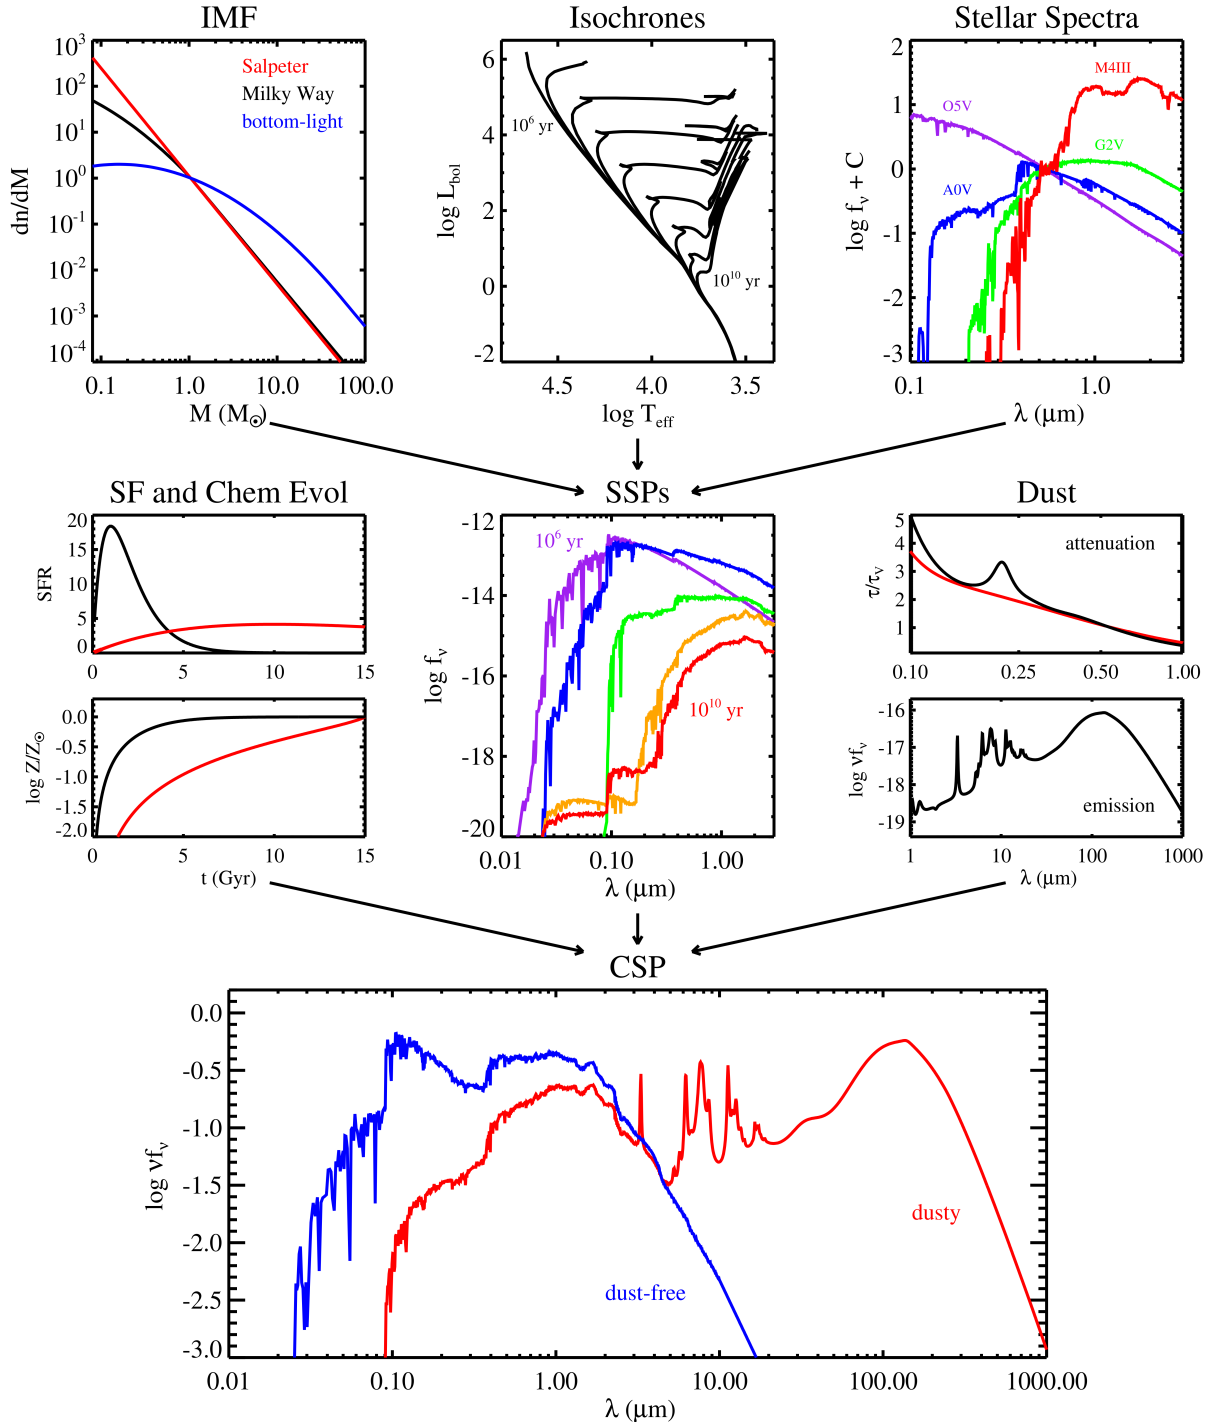 IMF
Isochrones
Stellar Spectra
10³
10²
10¹
10⁰
10⁻¹
10⁻²
10⁻³
10⁻⁴
dn/dM
Salpeter
Milky Way
bottom-light
0.1 1.0 10.0 100.0
M (M⊙)
6
4
2
0
-2
log L_bol
10⁶ yr
10¹⁰ yr
4.5 4.0 3.5
log T_eff
2
1
0
-1
-2
-3
log f_ν + C
M4III
O5V
G2V
A0V
0.1 1.0
λ (μm)
SF and Chem Evol
SSPs
Dust
20
15
10
5
0
SFR
0 5 10 15
0.0
-0.5
-1.0
-1.5
-2.0
log Z/Z⊙
0 5 10 15
t (Gyr)
-12
-14
-16
-18
-20
log f_ν
10⁶ yr
10¹⁰ yr
0.01 0.10 1.00
λ (μm)
5
4
3
2
1
τ/τ_V
attenuation
0.10 0.25 0.50 1.00
-16
-17
-18
-19
log νf_ν
emission
1 10 100 1000
λ (μm)
CSP
0.0
-0.5
-1.0
-1.5
-2.0
-2.5
-3.0
log νf_ν
dusty
dust-free
0.01 0.10 1.00 10.00 100.00 1000.00
λ (μm)